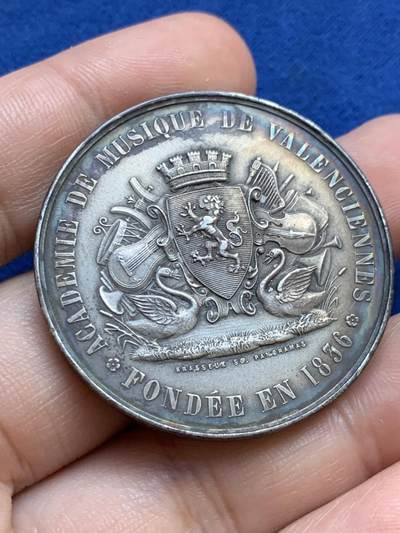 ACADEMIE DE MUSIQUE DE VALENCIENNES
FONDÉE EN 1836